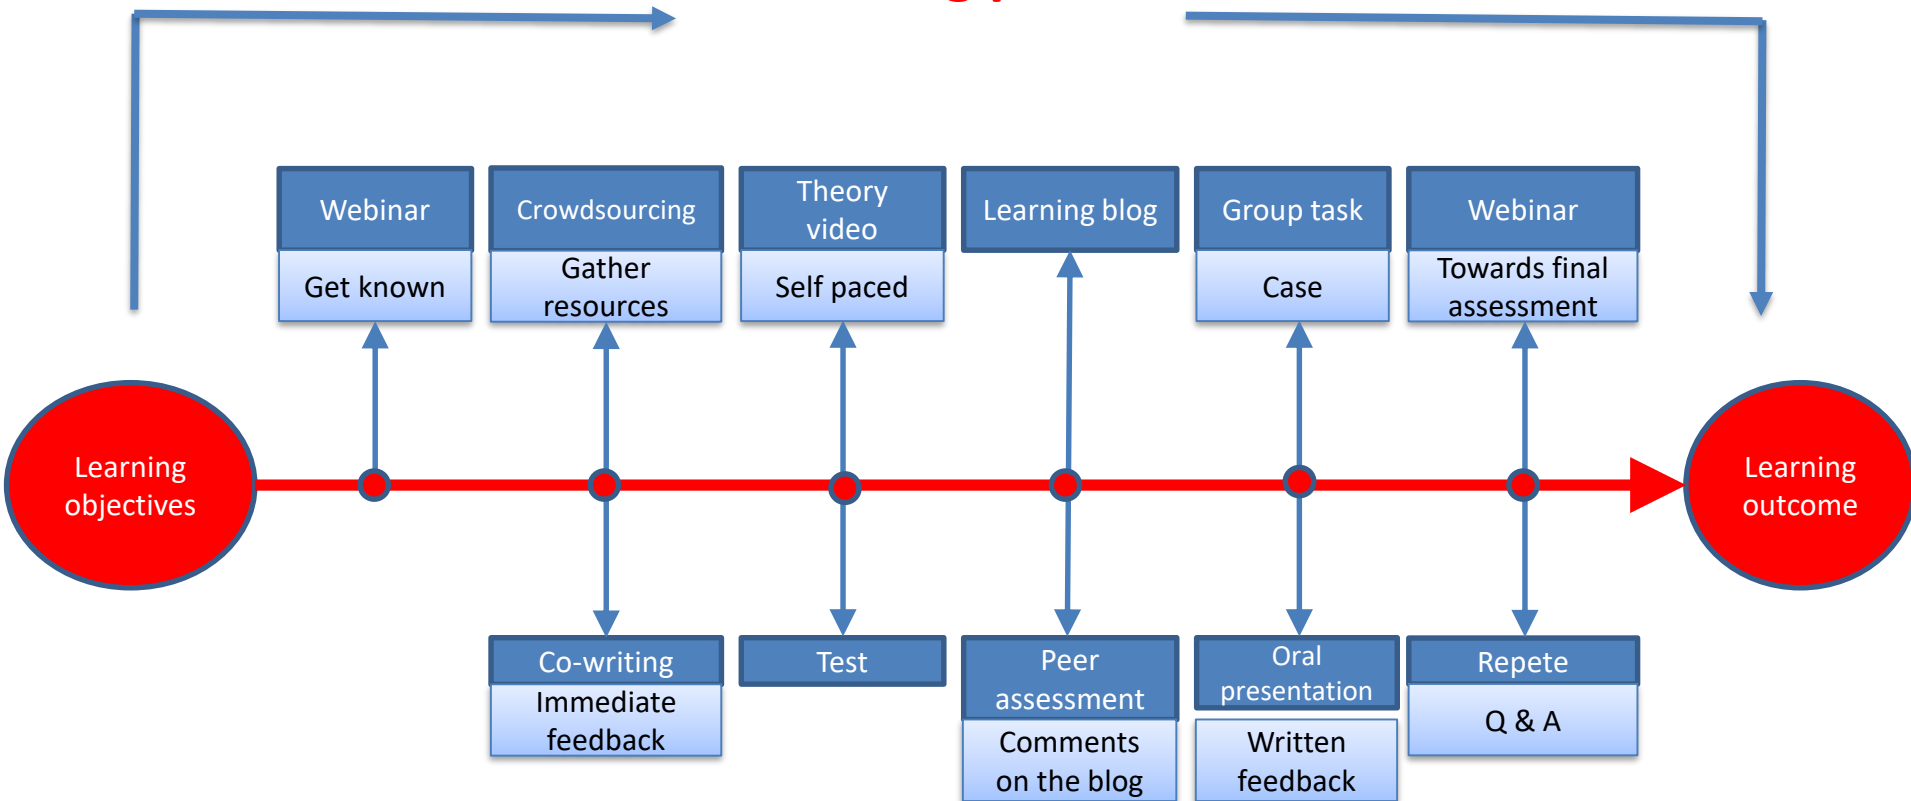 Webinar
Get known
Crowdsourcing
Gather
resources
Theory
video
Self paced
Learning blog
Group task
Case
Webinar
Towards final
assessment
Learning
objectives
Learning
outcome
Co-writing
Immediate
feedback
Test
Peer
assessment
Comments
on the blog
Oral
presentation
Written
feedback
Repete
Q & A